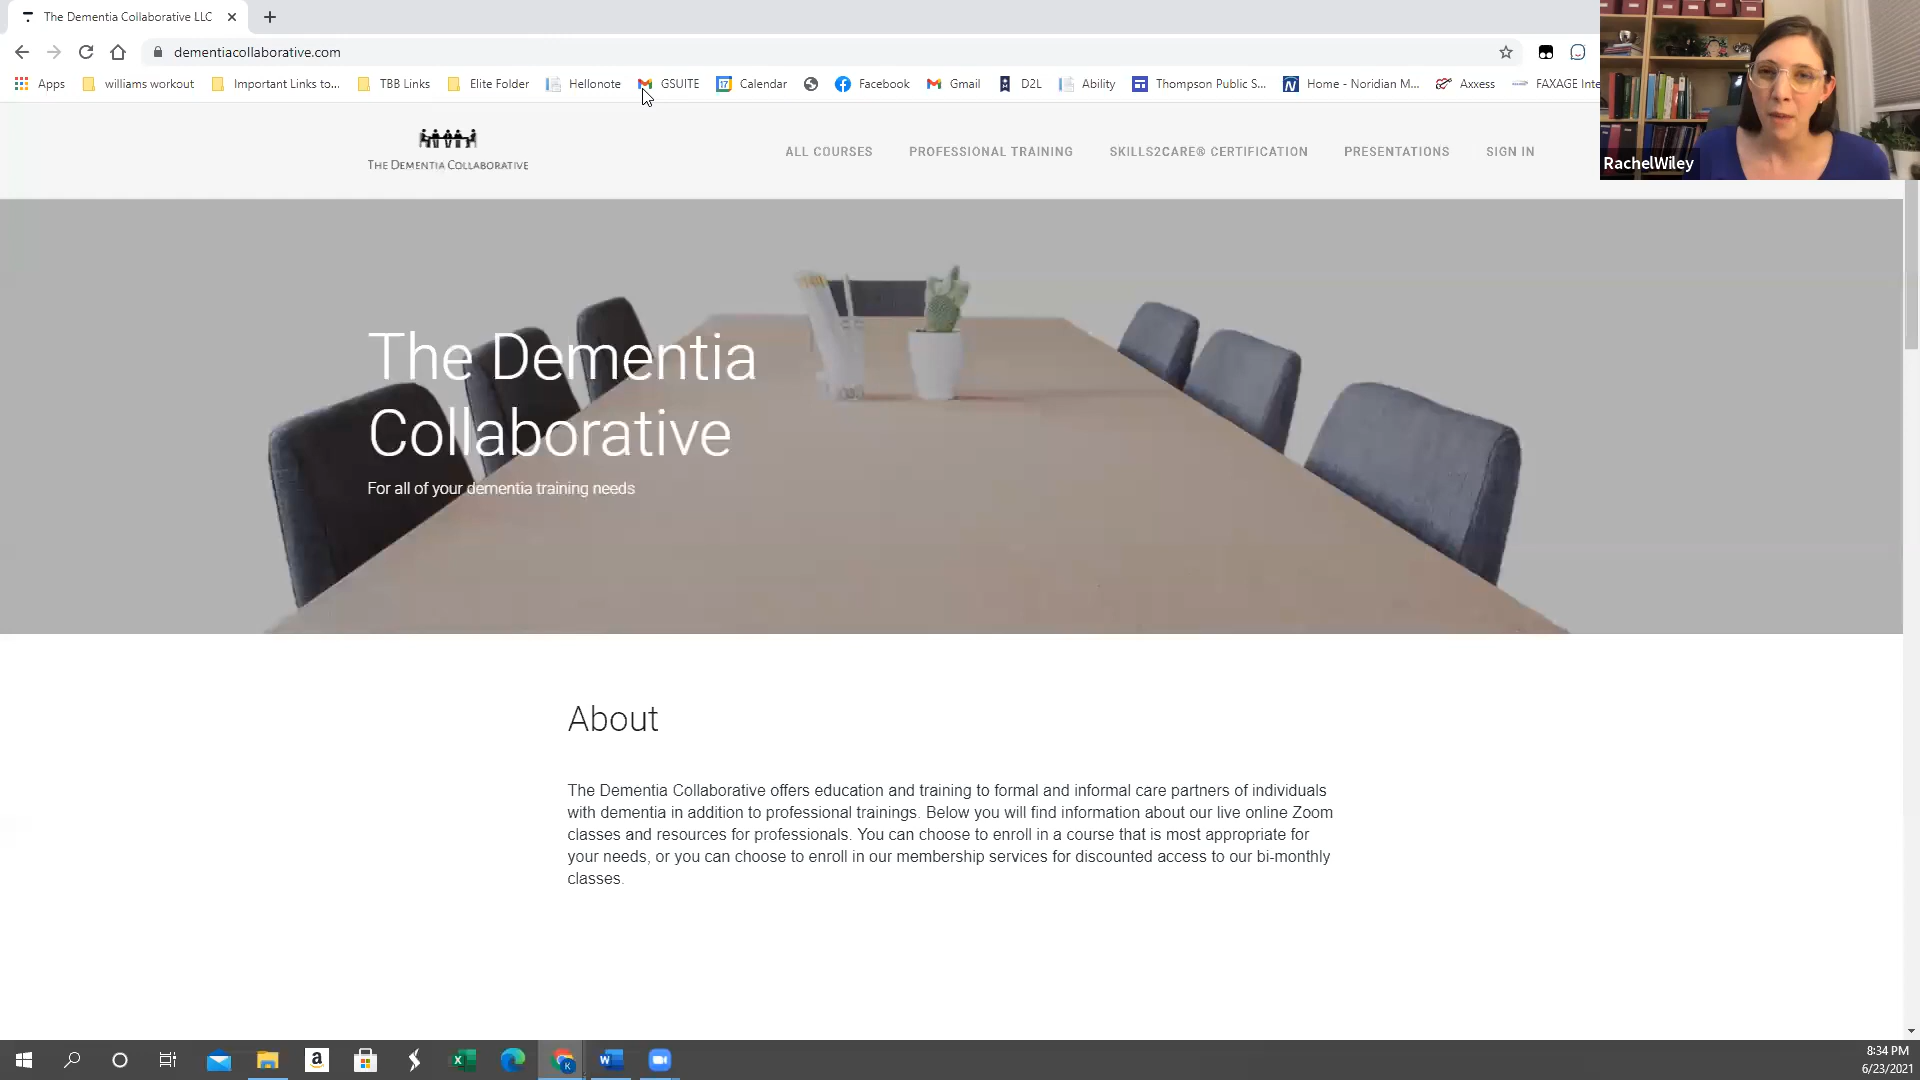 The Dementia Collaborative LLC
dementiacollaborative.com
Apps williams workout Important Links to... TBB Links Elite Folder Hellonote GSUITE Calendar Facebook Gmail D2L Ability Thompson Public S... Home - Noridian M... Axxess FAXAGE Inte
RachelWiley
THE DEMENTIA COLLABORATIVE
ALL COURSES PROFESSIONAL TRAINING SKILLS2CARE® CERTIFICATION PRESENTATIONS SIGN IN
The Dementia
Collaborative
For all of your dementia training needs
About
The Dementia Collaborative offers education and training to formal and informal care partners of individuals
with dementia in addition to professional trainings. Below you will find information about our live online Zoom
classes and resources for professionals. You can choose to enroll in a course that is most appropriate for
your needs, or you can choose to enroll in our membership services for discounted access to our bi-monthly
classes.
8:34 PM
6/23/2021